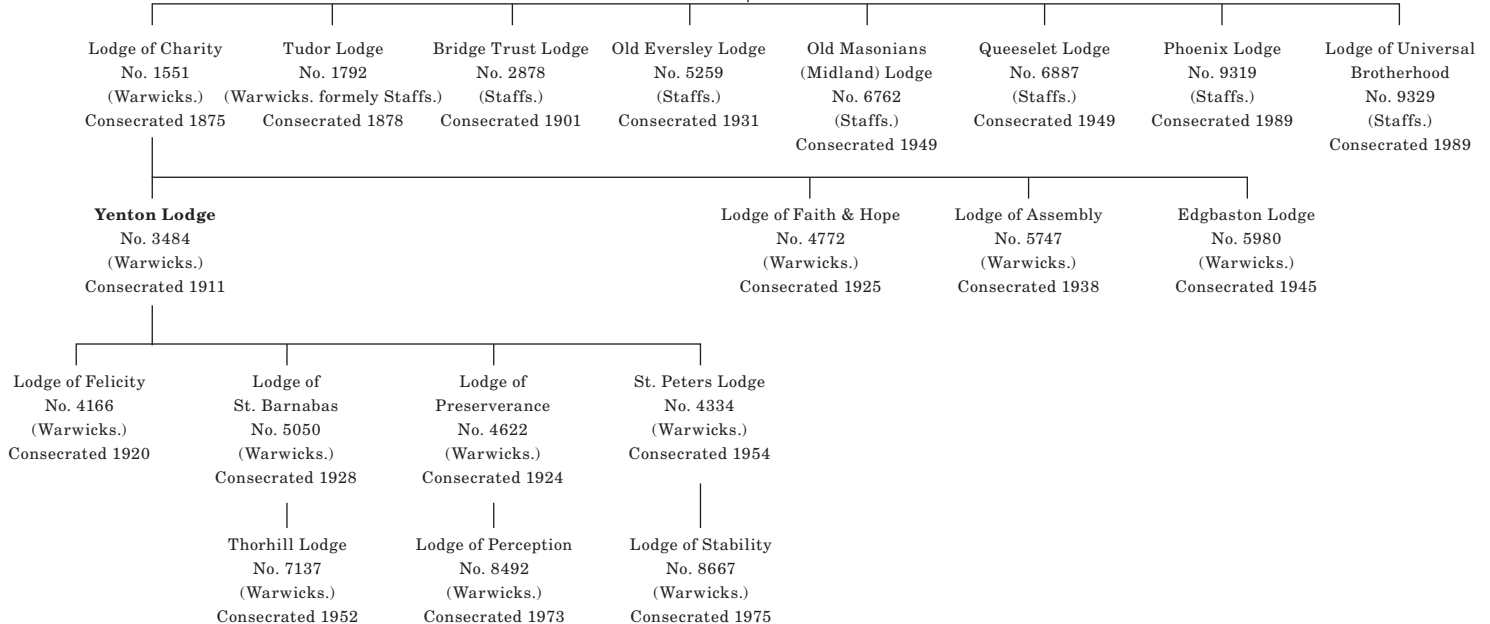 Lodge of Charity
No. 1551
(Warwicks.)
Consecrated 1875
Tudor Lodge
No. 1792
(Warwicks. formely Staffs.)
Consecrated 1878
Bridge Trust Lodge
No. 2878
(Staffs.)
Consecrated 1901
Old Eversley Lodge
No. 5259
(Staffs.)
Consecrated 1931
Old Masonians
(Midland) Lodge
No. 6762
(Staffs.)
Consecrated 1949
Queeselet Lodge
No. 6887
(Staffs.)
Consecrated 1949
Phoenix Lodge
No. 9319
(Staffs.)
Consecrated 1989
Lodge of Universal
Brotherhood
No. 9329
(Staffs.)
Consecrated 1989
Yenton Lodge
No. 3484
(Warwicks.)
Consecrated 1911
Lodge of Faith & Hope
No. 4772
(Warwicks.)
Consecrated 1925
Lodge of Assembly
No. 5747
(Warwicks.)
Consecrated 1938
Edgbaston Lodge
No. 5980
(Warwicks.)
Consecrated 1945
Lodge of Felicity
No. 4166
(Warwicks.)
Consecrated 1920
Lodge of
St. Barnabas
No. 5050
(Warwicks.)
Consecrated 1928
Lodge of
Preserverance
No. 4622
(Warwicks.)
Consecrated 1924
St. Peters Lodge
No. 4334
(Warwicks.)
Consecrated 1954
Thorhill Lodge
No. 7137
(Warwicks.)
Consecrated 1952
Lodge of Perception
No. 8492
(Warwicks.)
Consecrated 1973
Lodge of Stability
No. 8667
(Warwicks.)
Consecrated 1975